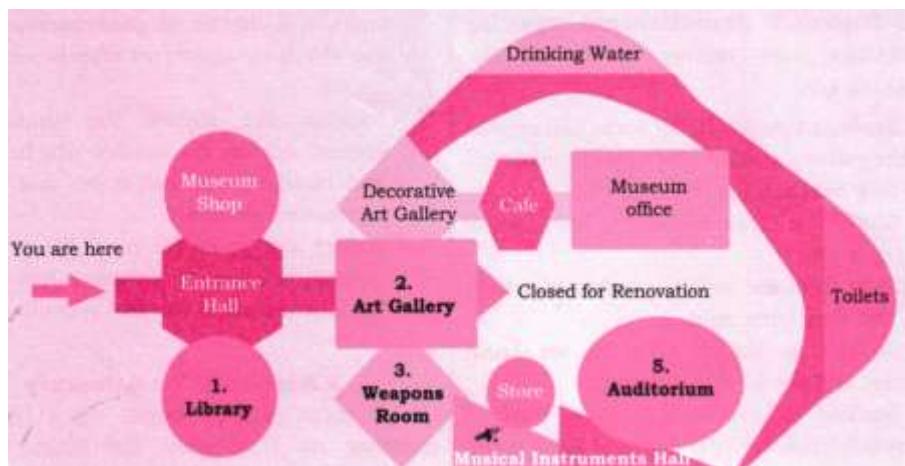 Drinking Water
Museum
Shop
Decorative
Art Gallery
Cafe
Museum
office
You are here
Entrance
Hall
2.
Art Gallery
Closed for Renovation
Toilets
1.
Library
3.
Weapons
Room
Store
5.
Auditorium
4.
Musical Instruments Hall